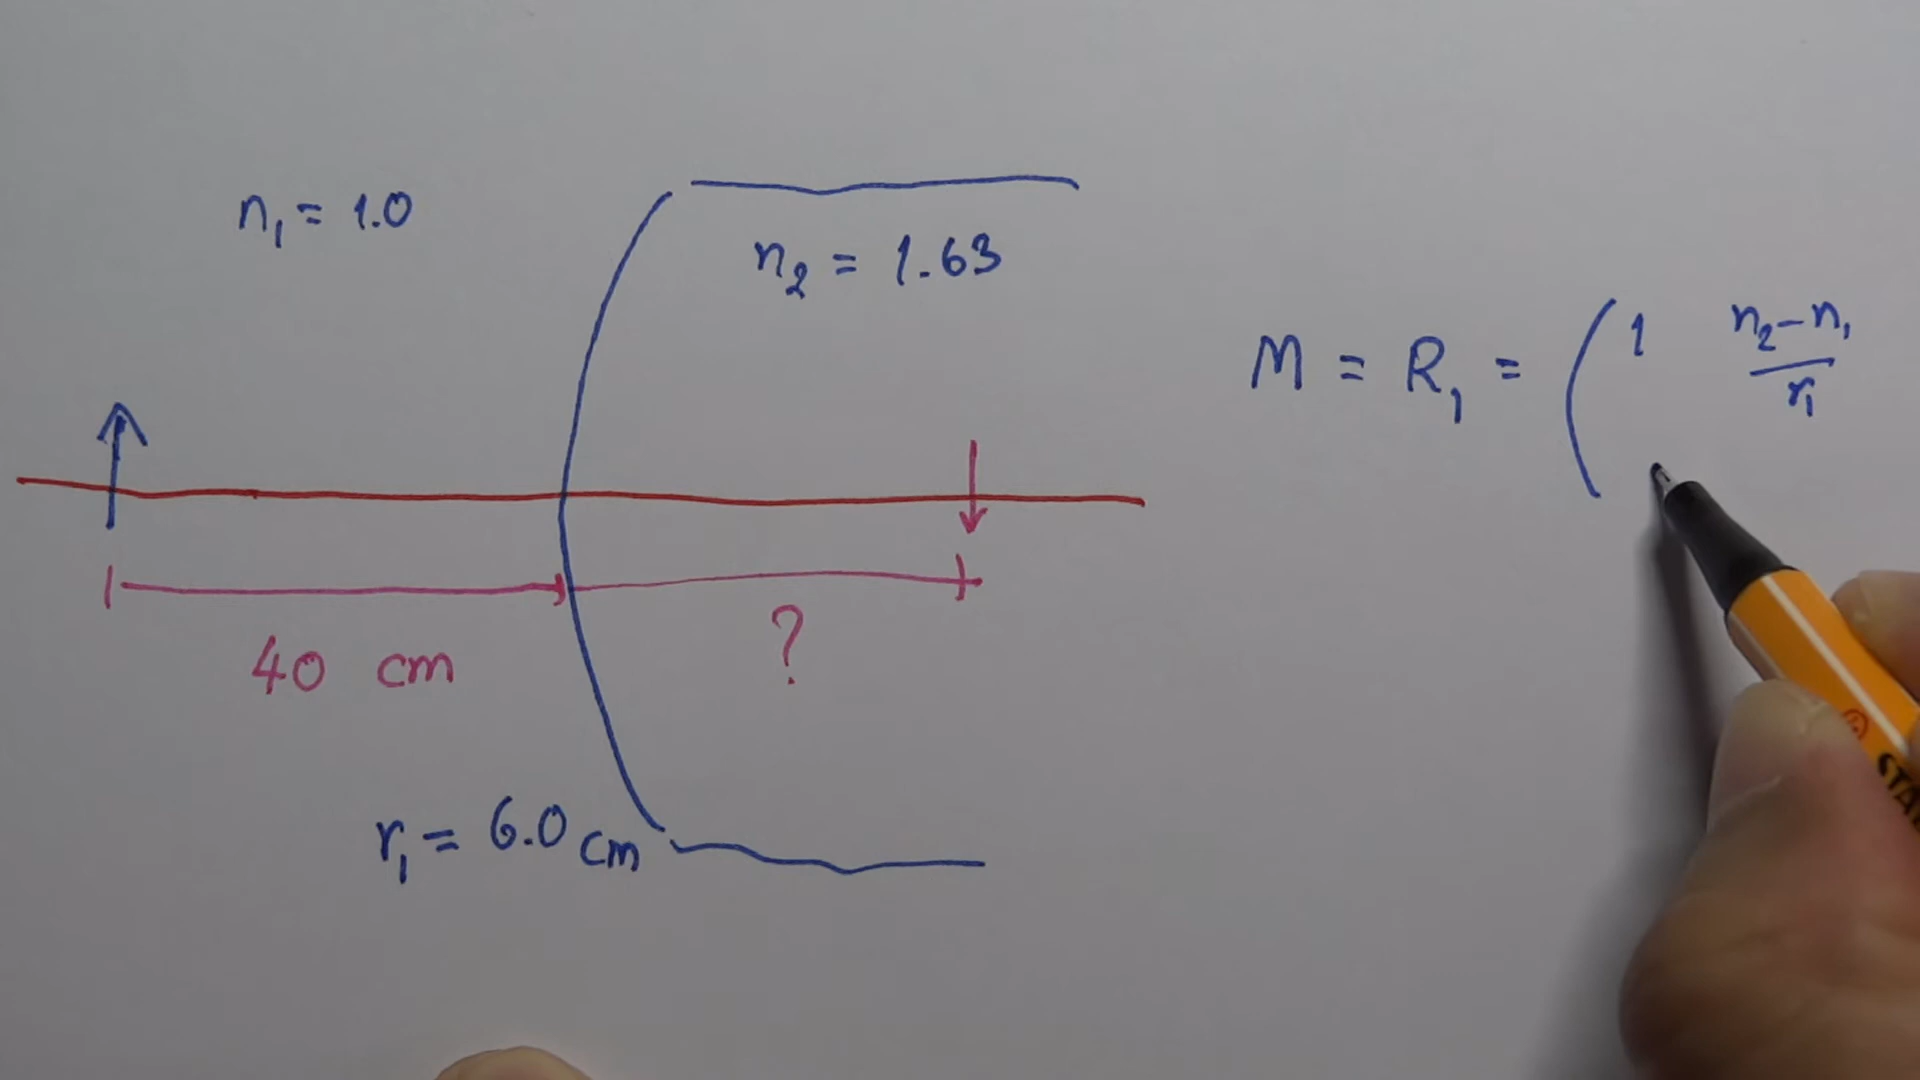 n₁ = 1.0
n₂ = 1.63
M = R₁ = ( 1 n₂-n₁/r₁
40 cm
?
r₁ = 6.0 cm